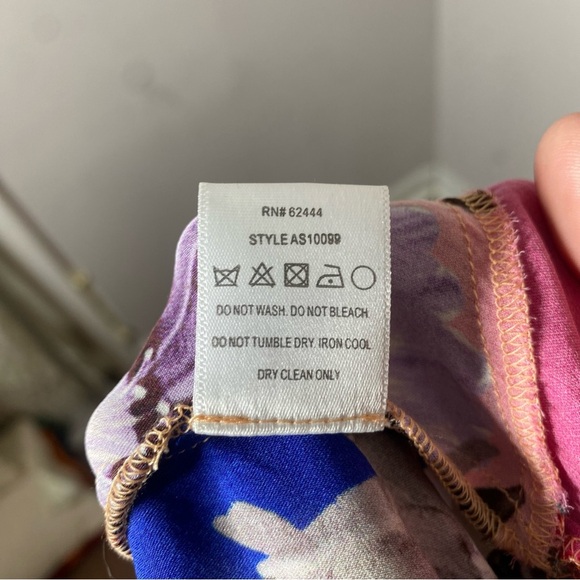 RN# 62444
STYLE AS10099
DO NOT WASH. DO NOT BLEACH.
DO NOT TUMBLE DRY. IRON COOL
DRY CLEAN ONLY